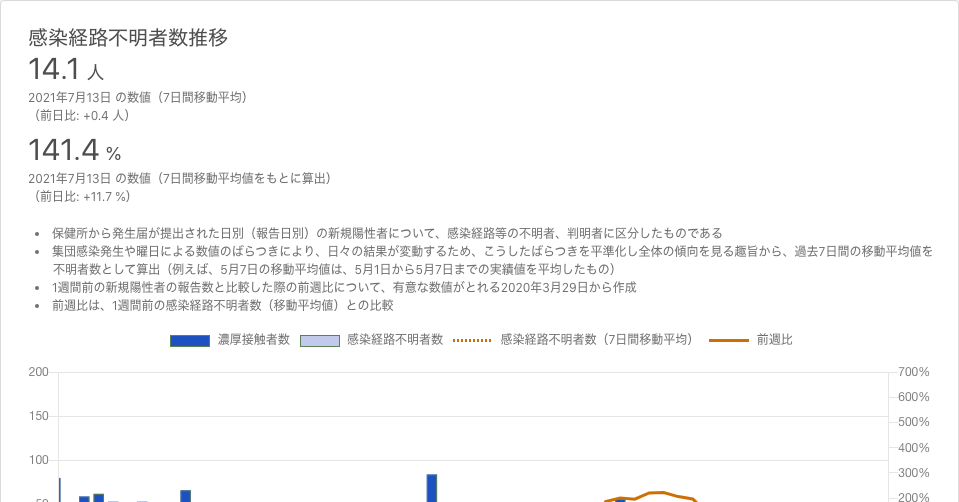 感染経路不明者数推移
14.1 人
2021年7月13日 の数値（7日間移動平均）
（前日比: +0.4 人）
141.4 %
2021年7月13日 の数値（7日間移動平均値をもとに算出）
（前日比: +11.7 %）
• 保健所から発生届が提出された日別（報告日別）の新規陽性者について、感染経路等の不明者、判明者に区分したものである
• 集団感染発生や曜日による数値のばらつきにより、日々の結果が変動するため、こうしたばらつきを平準化し全体の傾向を見る趣旨から、過去7日間の移動平均値を
不明者数として算出（例えば、5月7日の移動平均値は、5月1日から5月7日までの実績値を平均したもの）
• 1週間前の新規陽性者の報告数と比較した際の前週比について、有意な数値がとれる2020年3月29日から作成
• 前週比は、1週間前の感染経路不明者数（移動平均値）との比較
濃厚接触者数 感染経路不明者数 感染経路不明者数（7日間移動平均） 前週比
200 700%
600%
150 500%
400%
100 300%
50 200%